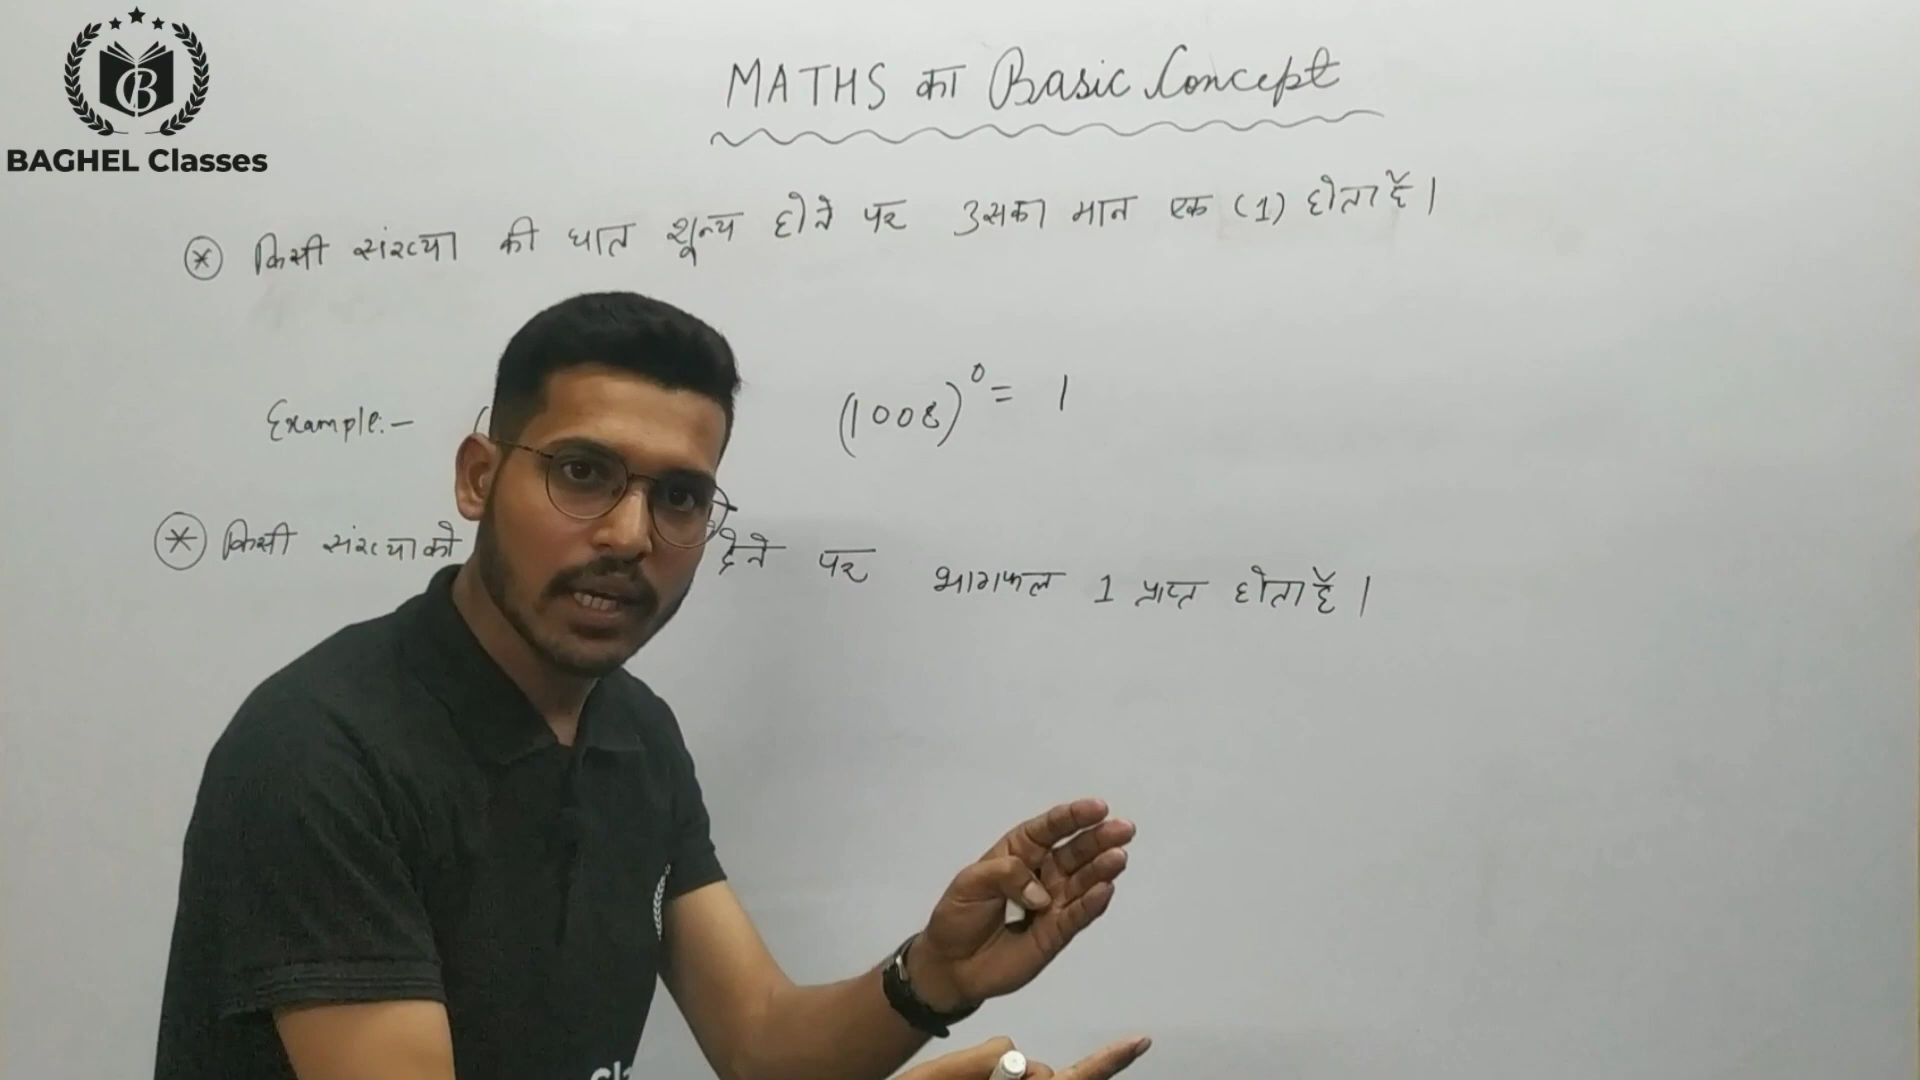 B
BAGHEL Classes
MATHS का Basic Concept
* किसी संख्या की घात शून्य होने पर उसका मान एक (1) होता है।
Example:- (1008)⁰ = 1
* किसी संख्या को देने पर भागफल 1 प्राप्त होता है।